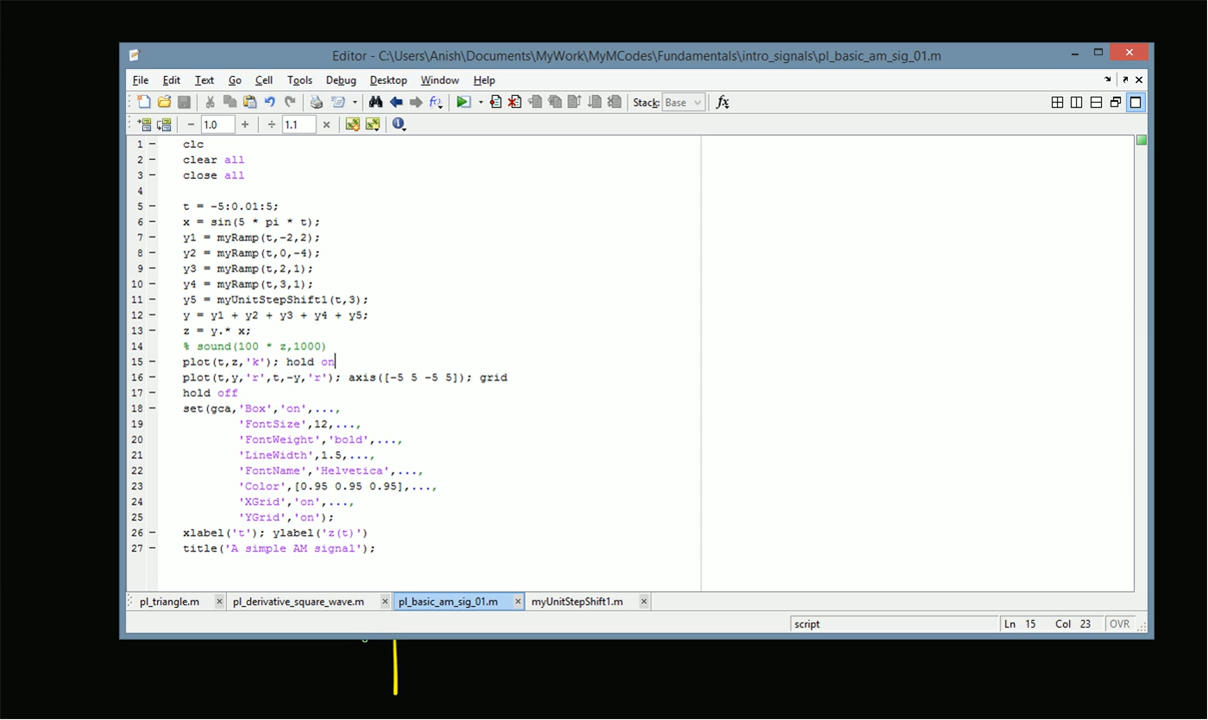 Editor - C:\Users\Anish\Documents\MyWork\MyMCodes\Fundamentals\intro_signals\pl_basic_am_sig_01.m
File Edit Text Go Cell Tools Debug Desktop Window Help
Stack: Base fx
− 1.0 + ÷ 1.1 ×
1 clc
2 clear all
3 close all
4
5 t = -5:0.01:5;
6 x = sin(5 * pi * t);
7 y1 = myRamp(t,-2,2);
8 y2 = myRamp(t,0,-4);
9 y3 = myRamp(t,2,1);
10 y4 = myRamp(t,3,1);
11 y5 = myUnitStepShift1(t,3);
12 y = y1 + y2 + y3 + y4 + y5;
13 z = y.* x;
14 % sound(100 * z,1000)
15 plot(t,z,'k'); hold on
16 plot(t,y,'r',t,-y,'r'); axis([-5 5 -5 5]); grid
17 hold off
18 set(gca,'Box','on',...,
19 'FontSize',12,...,
20 'FontWeight','bold',...,
21 'LineWidth',1.5,...,
22 'FontName','Helvetica',...,
23 'Color',[0.95 0.95 0.95],...,
24 'XGrid','on',...,
25 'YGrid','on');
26 xlabel('t'); ylabel('z(t)')
27 title('A simple AM signal');
pl_triangle.m × pl_derivative_square_wave.m × pl_basic_am_sig_01.m × myUnitStepShift1.m ×
script Ln 15 Col 23 OVR